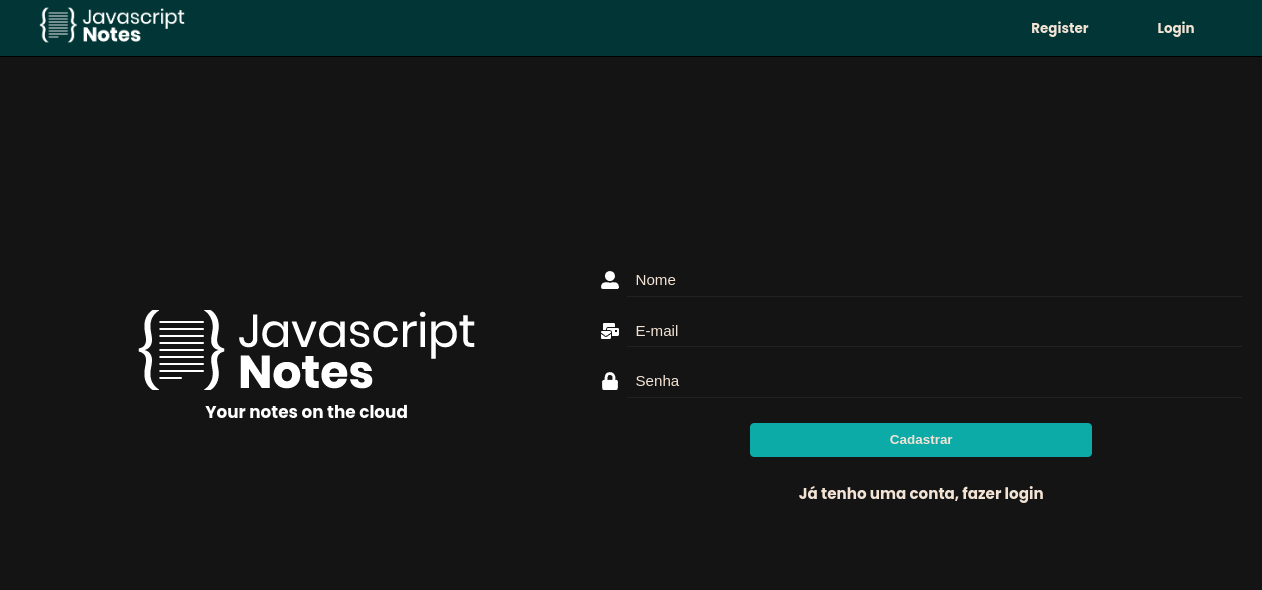 Javascript
Notes
Register
Login
Javascript
Notes
Your notes on the cloud
Nome
E-mail
Senha
Cadastrar
Já tenho uma conta, fazer login